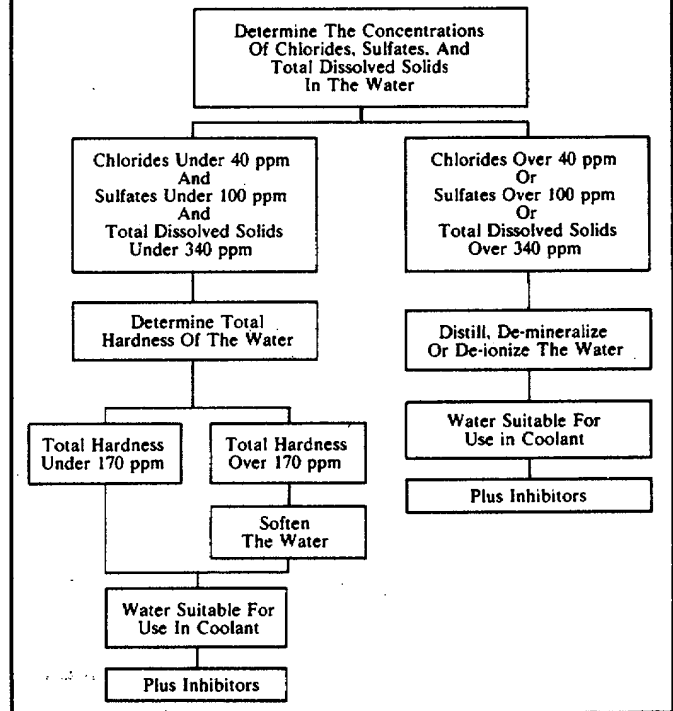 Determine The Concentrations
Of Chlorides, Sulfates, And
Total Dissolved Solids
In The Water
Chlorides Under 40 ppm
And
Sulfates Under 100 ppm
And
Total Dissolved Solids
Under 340 ppm
Chlorides Over 40 ppm
Or
Sulfates Over 100 ppm
Or
Total Dissolved Solids
Over 340 ppm
Determine Total
Hardness Of The Water
Distill, De-mineralize
Or De-ionize The Water
Total Hardness
Under 170 ppm
Total Hardness
Over 170 ppm
Water Suitable For
Use in Coolant
Plus Inhibitors
Soften
The Water
Water Suitable For
Use In Coolant
Plus Inhibitors